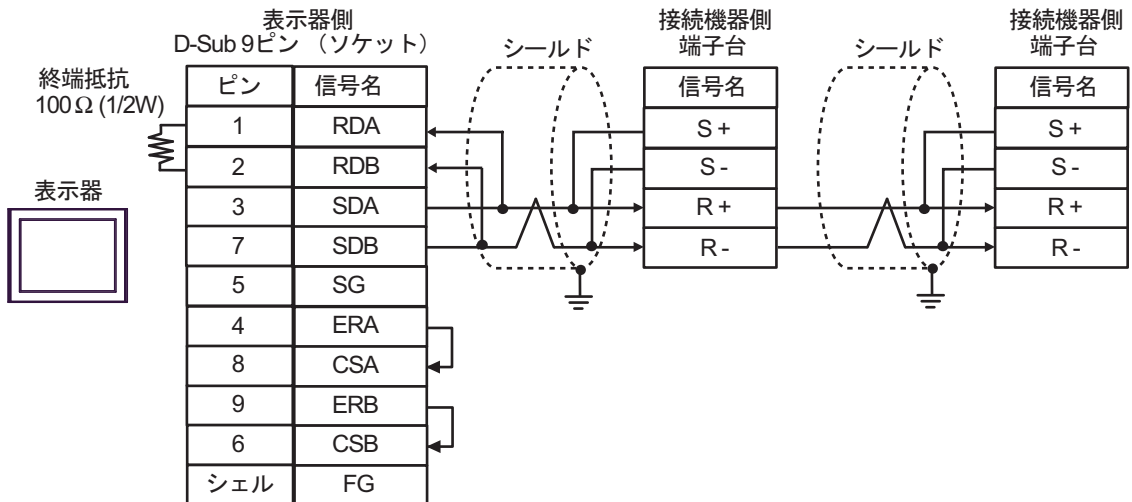 表示器側
D-Sub 9ピン （ソケット）
終端抵抗
100Ω (1/2W)
表示器
ピン 信号名
1 RDA
2 RDB
3 SDA
7 SDB
5 SG
4 ERA
8 CSA
9 ERB
6 CSB
シェル FG
シールド
接続機器側
端子台
信号名
S +
S -
R +
R -
シールド
接続機器側
端子台
信号名
S +
S -
R +
R -